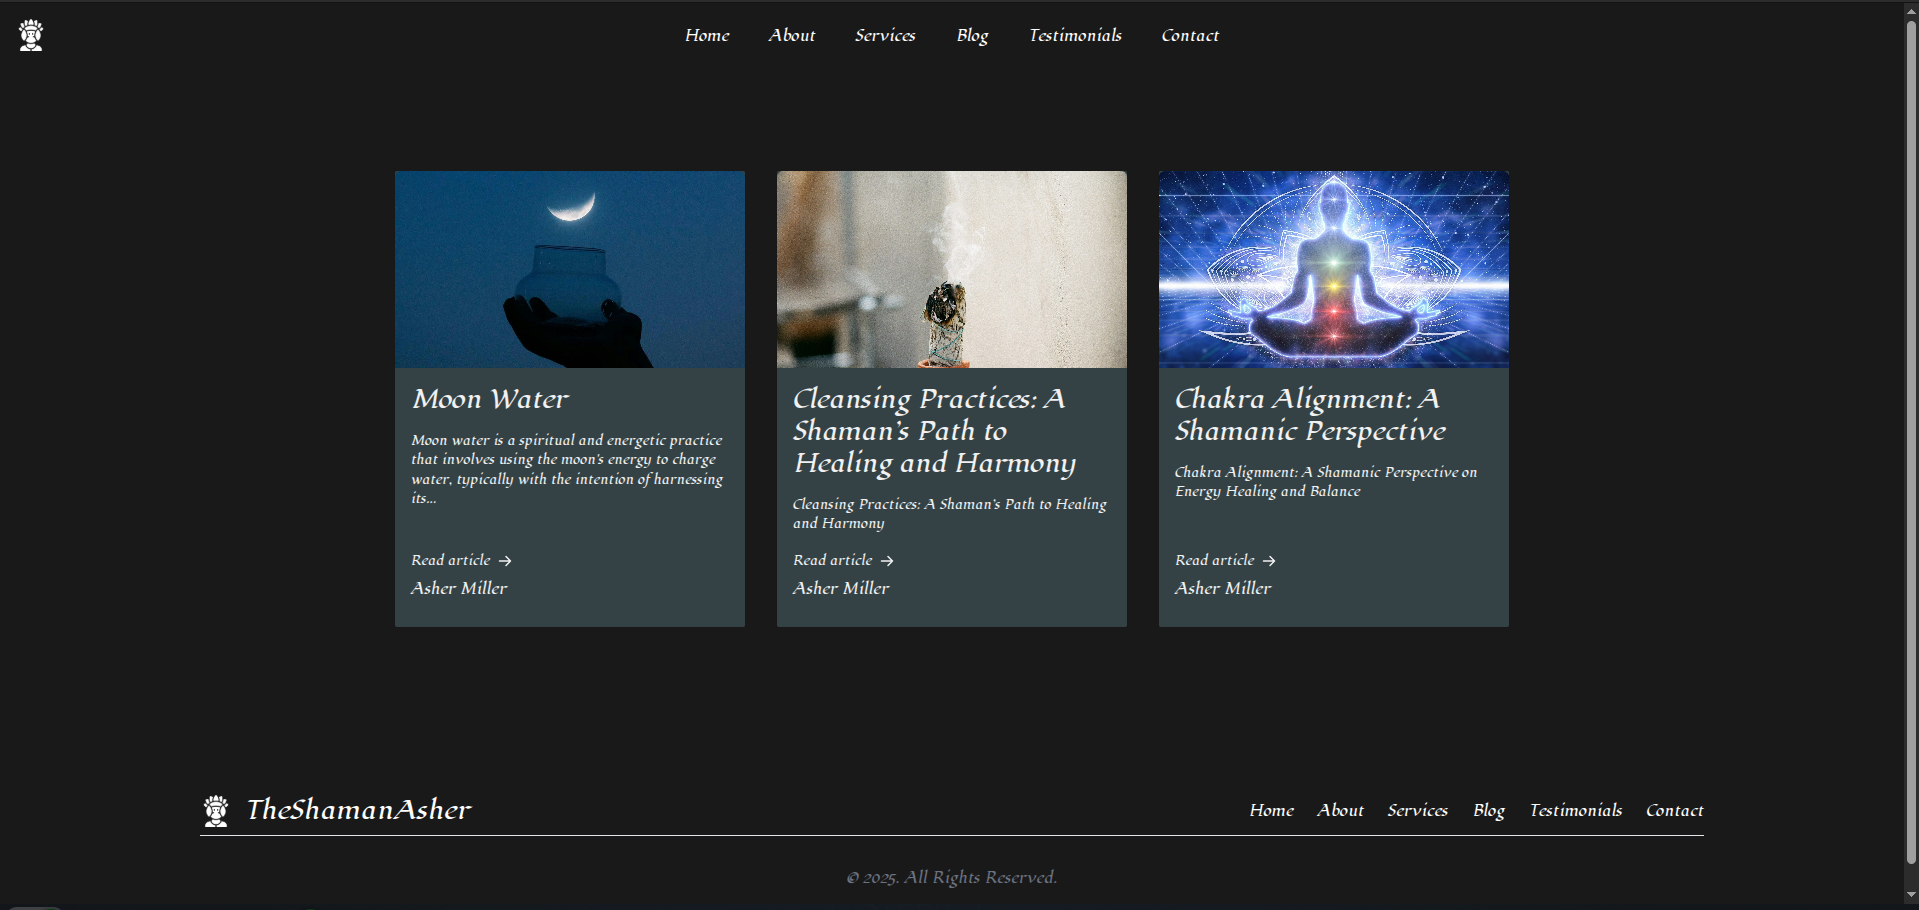 Home About Services Blog Testimonials Contact
Moon Water
Moon water is a spiritual and energetic practice
that involves using the moon's energy to charge
water, typically with the intention of harnessing
its...
Read article →
Asher Miller
Cleansing Practices: A
Shaman's Path to
Healing and Harmony
Cleansing Practices: A Shaman's Path to Healing
and Harmony
Read article →
Asher Miller
Chakra Alignment: A
Shamanic Perspective
Chakra Alignment: A Shamanic Perspective on
Energy Healing and Balance
Read article →
Asher Miller
TheShamanAsher
Home About Services Blog Testimonials Contact
© 2025. All Rights Reserved.